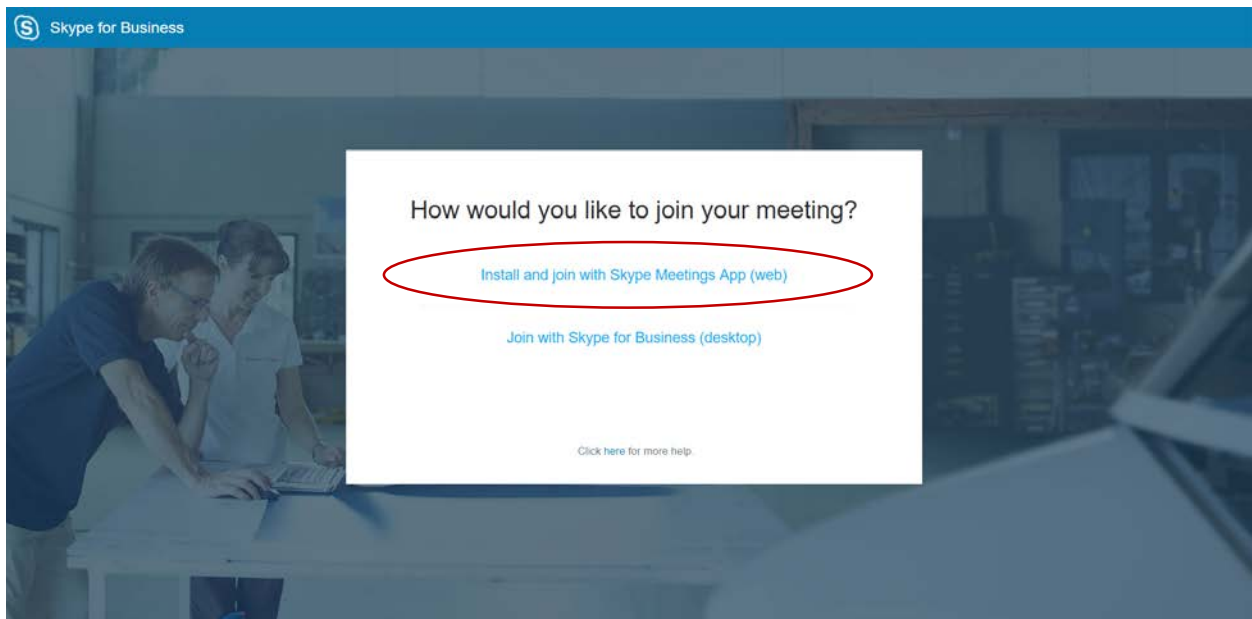 Skype for Business
How would you like to join your meeting?
Install and join with Skype Meetings App (web)
Join with Skype for Business (desktop)
Click here for more help.